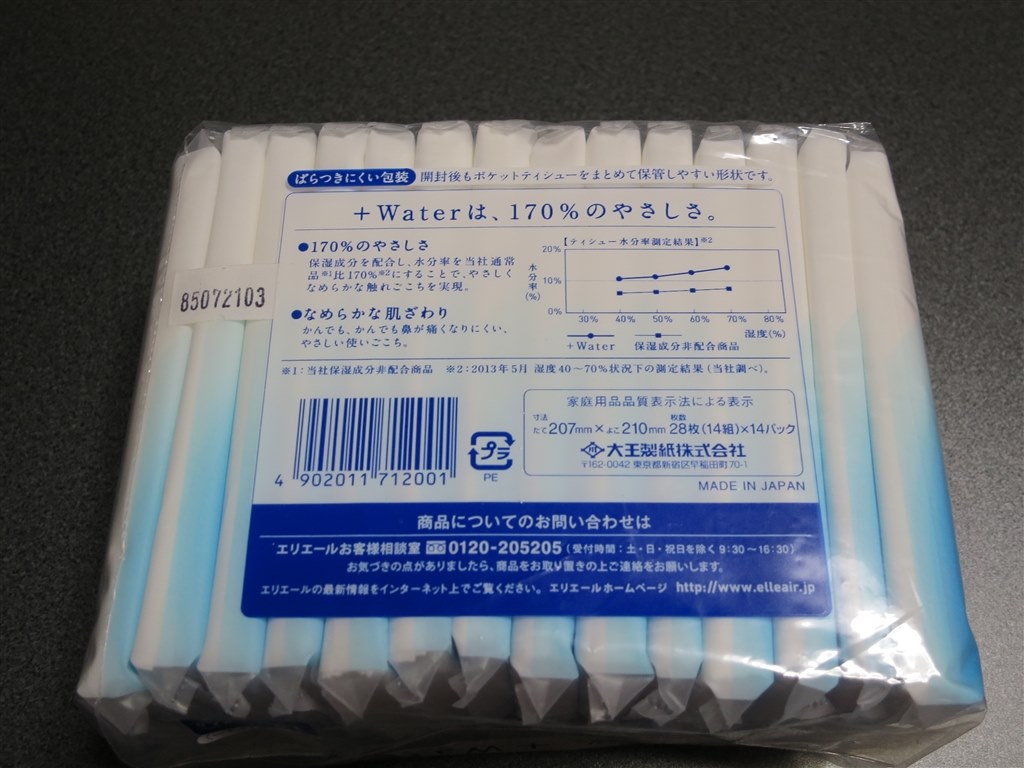 ばらつきにくい包装 開封後もポケットティシューをまとめて保管しやすい形状です。
+Waterは、170%のやさしさ。
●170%のやさしさ
保湿成分を配合し、水分率を当社通常
品※1比170%※2にすることで、やさしく
なめらかな触れごこちを実現。
●なめらかな肌ざわり
かんでも、かんでも鼻が痛くなりにくい、
やさしい使いごこち。
【ティシュー水分率測定結果】※2
水分率(%)
20%
10%
0%
30% 40% 50% 60% 70% 80%
湿度(%)
+Water 保湿成分非配合商品
※1:当社保湿成分非配合商品 ※2:2013年5月 湿度40〜70%状況下の測定結果(当社調べ)。
85072103
4 902011 712001
プラ
PE
家庭用品品質表示法による表示
寸法 枚数
たて207mm×よこ210mm 28枚(14組)×14パック
大王製紙株式会社
〒162-0042 東京都新宿区早稲田町70-1
MADE IN JAPAN
商品についてのお問い合わせは
エリエールお客様相談室 0120-205205(受付時間:土・日・祝日を除く9:30〜16:30)
お気づきの点がありましたら、商品をお取り置きの上ご連絡をお願いします。
エリエールの最新情報をインターネット上でご覧ください。 エリエールホームページ http://www.elleair.jp